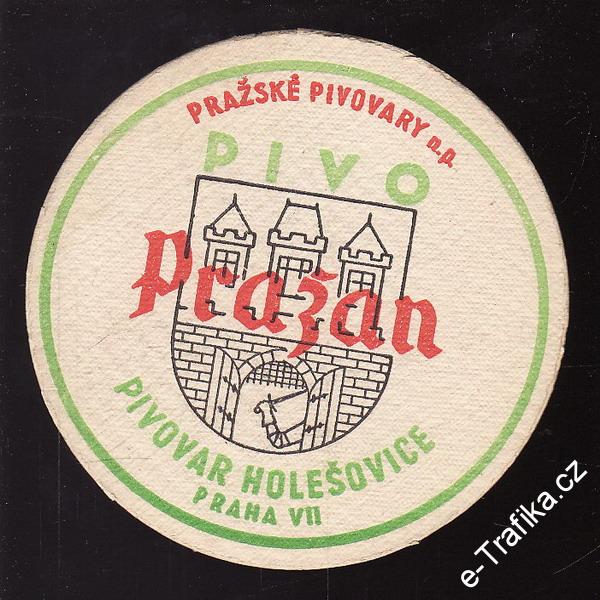 PRAŽSKÉ PIVOVARY n.p.
PIVO
Pražan
PIVOVAR HOLEŠOVICE
PRAHA VII
e-Trafika.cz